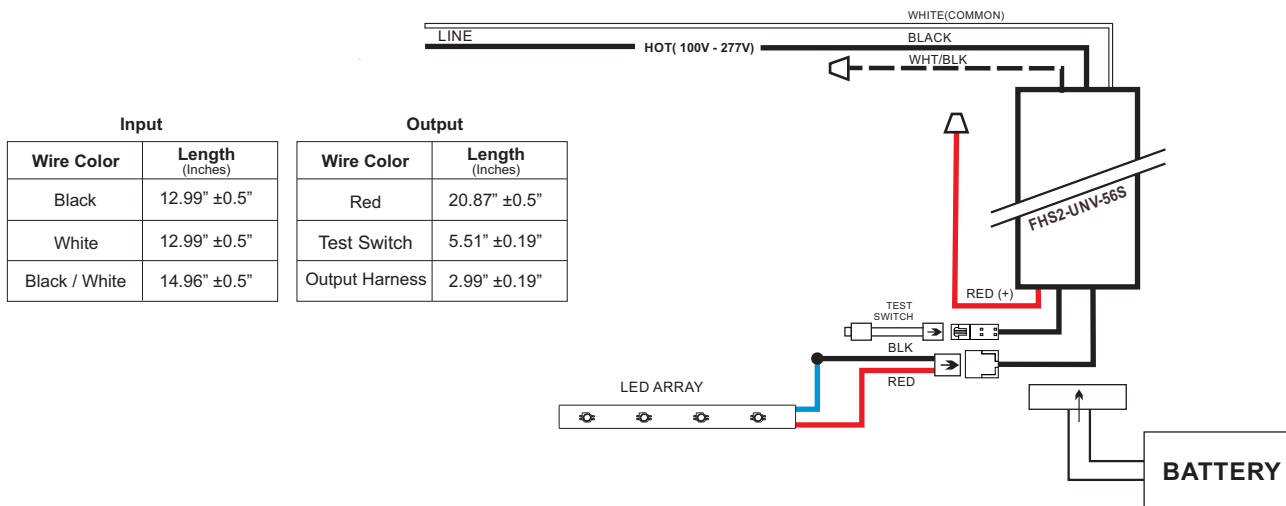 WHITE(COMMON)
LINE
HOT( 100V - 277V)
BLACK
WHT/BLK
Input
Wire Color Length
(Inches)
Black 12.99” ±0.5”
White 12.99” ±0.5”
Black / White 14.96” ±0.5”
Output
Wire Color Length
(Inches)
Red 20.87” ±0.5”
Test Switch 5.51” ±0.19”
Output Harness 2.99” ±0.19”
FHS2-UNV-56S
RED (+)
TEST
SWITCH
BLK
RED
LED ARRAY
BATTERY